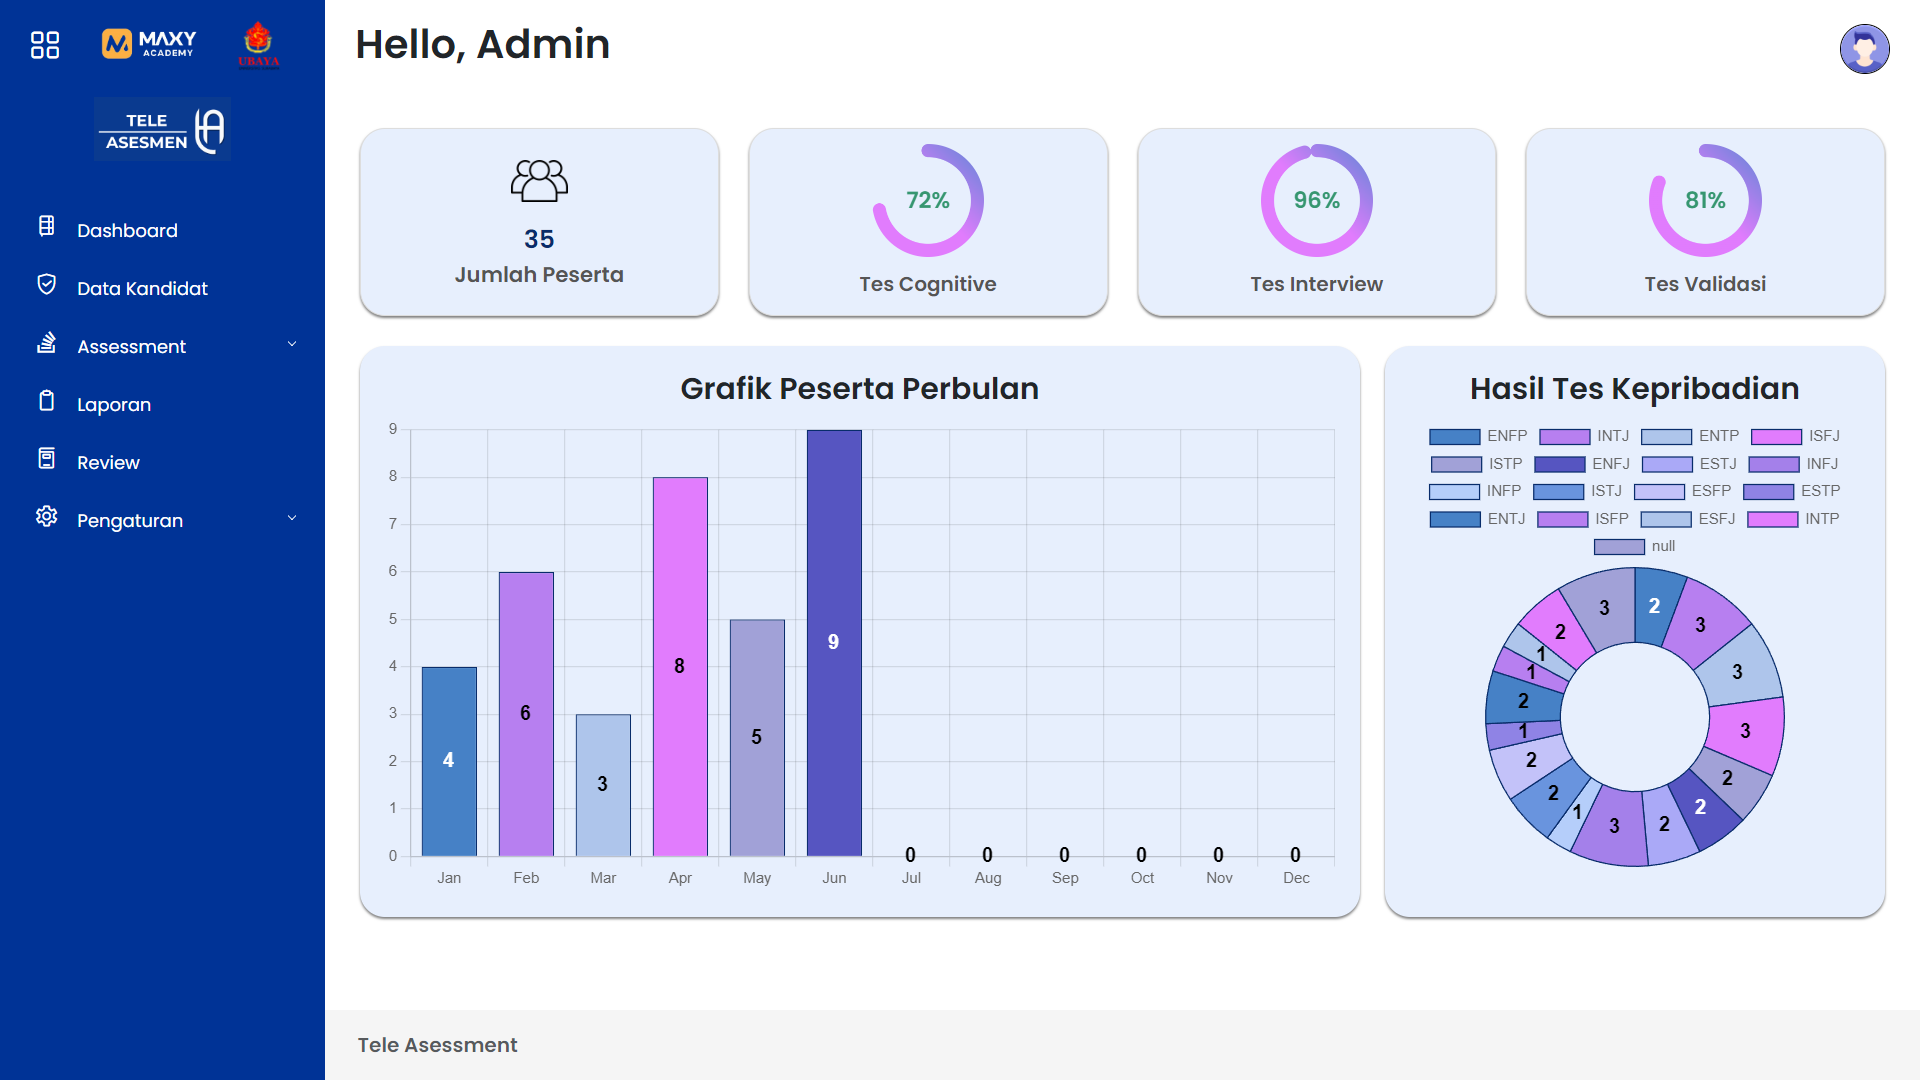 MAXY
ACADEMY
UBAYA
TELE
ASESMEN
Dashboard
Data Kandidat
Assessment
Laporan
Review
Pengaturan
Hello, Admin
35
Jumlah Peserta
72%
Tes Cognitive
96%
Tes Interview
81%
Tes Validasi
Grafik Peserta Perbulan
9
8
7
6
5
4
3
2
1
0
4
6
3
8
5
9
0 0 0 0 0 0
Jan Feb Mar Apr May Jun Jul Aug Sep Oct Nov Dec
Hasil Tes Kepribadian
ENFP INTJ ENTP ISFJ
ISTP ENFJ ESTJ INFJ
INFP ISTJ ESFP ESTP
ENTJ ISFP ESFJ INTP
null
2
3
3
3
2
2
2
3
1
2
2
1
2
1
1
2
3
Tele Asessment